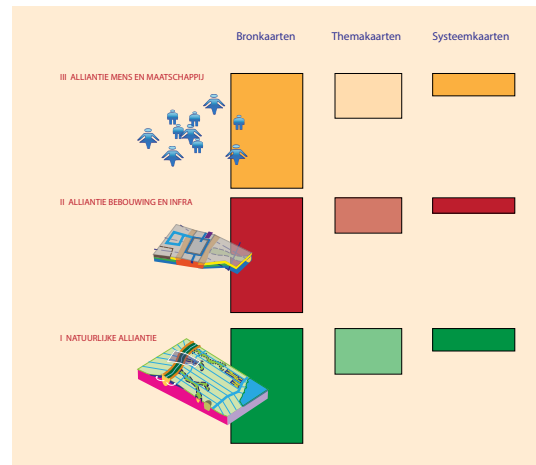 Bronkaarten Themakaarten Systeemkaarten
III ALLIANTIE MENS EN MAATSCHAPPIJ
II ALLIANTIE BEBOUWING EN INFRA
I NATUURLIJKE ALLIANTIE